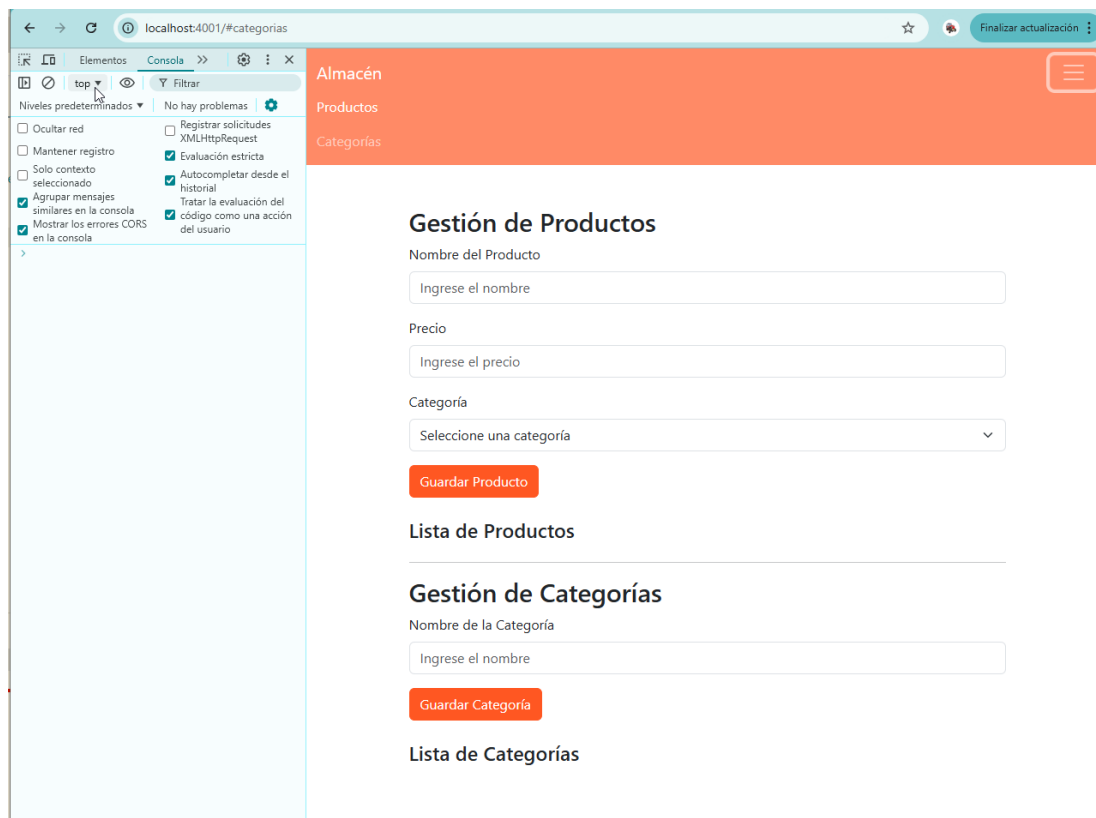 localhost:4001/#categorias
Finalizar actualización
Elementos Consola
top Filtrar
Niveles predeterminados No hay problemas
Ocultar red
Mantener registro
Solo contexto
seleccionado
Agrupar mensajes
similares en la consola
Mostrar los errores CORS
en la consola
Registrar solicitudes
XMLHttpRequest
Evaluación estricta
Autocompletar desde el
historial
Tratar la evaluación del
código como una acción
del usuario
Almacén
Productos
Categorías
Gestión de Productos
Nombre del Producto
Ingrese el nombre
Precio
Ingrese el precio
Categoría
Seleccione una categoría
Guardar Producto
Lista de Productos
Gestión de Categorías
Nombre de la Categoría
Ingrese el nombre
Guardar Categoría
Lista de Categorías